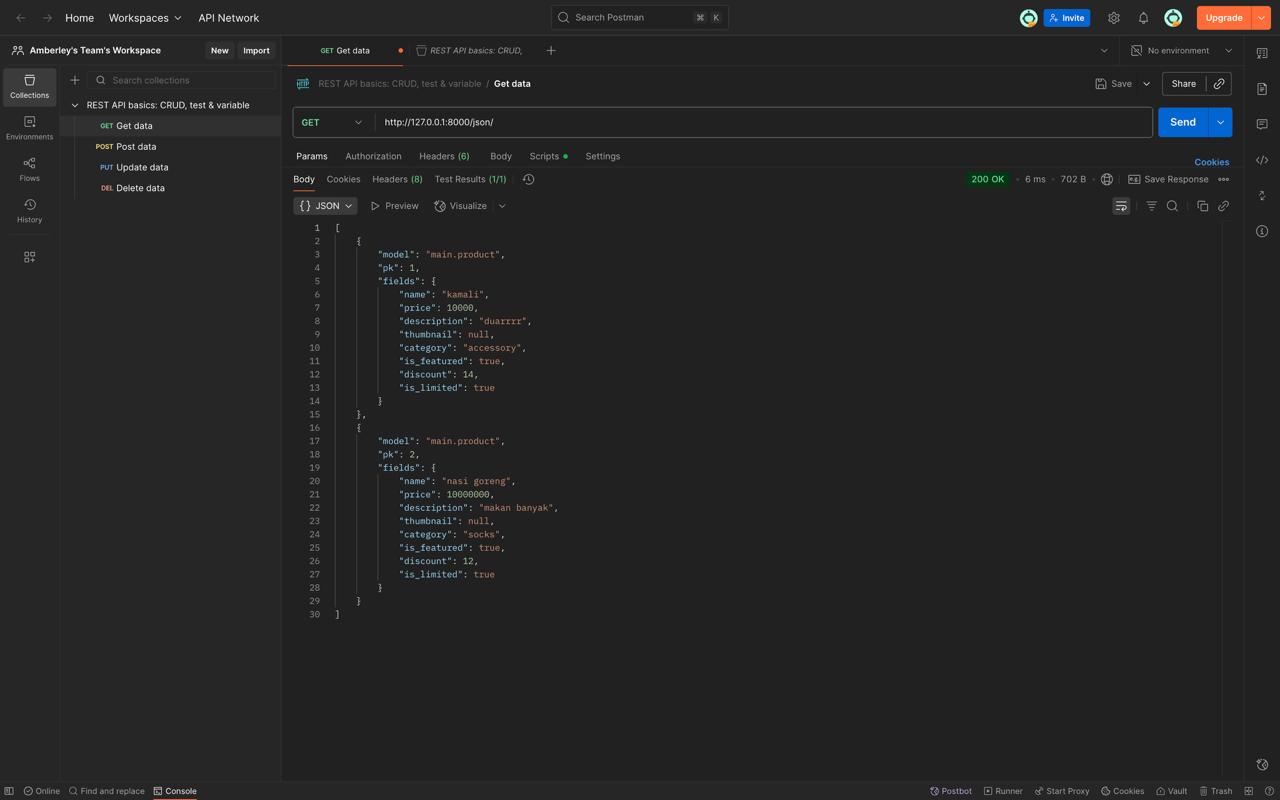 Home Workspaces API Network Search Postman ⌘ K Invite Upgrade
Amberley's Team's Workspace New Import GET Get data REST API basics: CRUD, No environment
Collections
Environments
Flows
History
Search collections
REST API basics: CRUD, test & variable
GET Get data
POST Post data
PUT Update data
DEL Delete data
HTTP REST API basics: CRUD, test & variable / Get data Save Share
GET http://127.0.0.1:8000/json/ Send
Params Authorization Headers (6) Body Scripts Settings Cookies
Body Cookies Headers (8) Test Results (1/1) 200 OK • 6 ms • 702 B Save Response
{} JSON Preview Visualize
1 [
2 {
3 "model": "main.product",
4 "pk": 1,
5 "fields": {
6 "name": "kamali",
7 "price": 10000,
8 "description": "duarrrr",
9 "thumbnail": null,
10 "category": "accessory",
11 "is_featured": true,
12 "discount": 14,
13 "is_limited": true
14 }
15 },
16 {
17 "model": "main.product",
18 "pk": 2,
19 "fields": {
20 "name": "nasi goreng",
21 "price": 10000000,
22 "description": "makan banyak",
23 "thumbnail": null,
24 "category": "socks",
25 "is_featured": true,
26 "discount": 12,
27 "is_limited": true
28 }
29 }
30 ]
Online Find and replace Console Postbot Runner Start Proxy Cookies Vault Trash